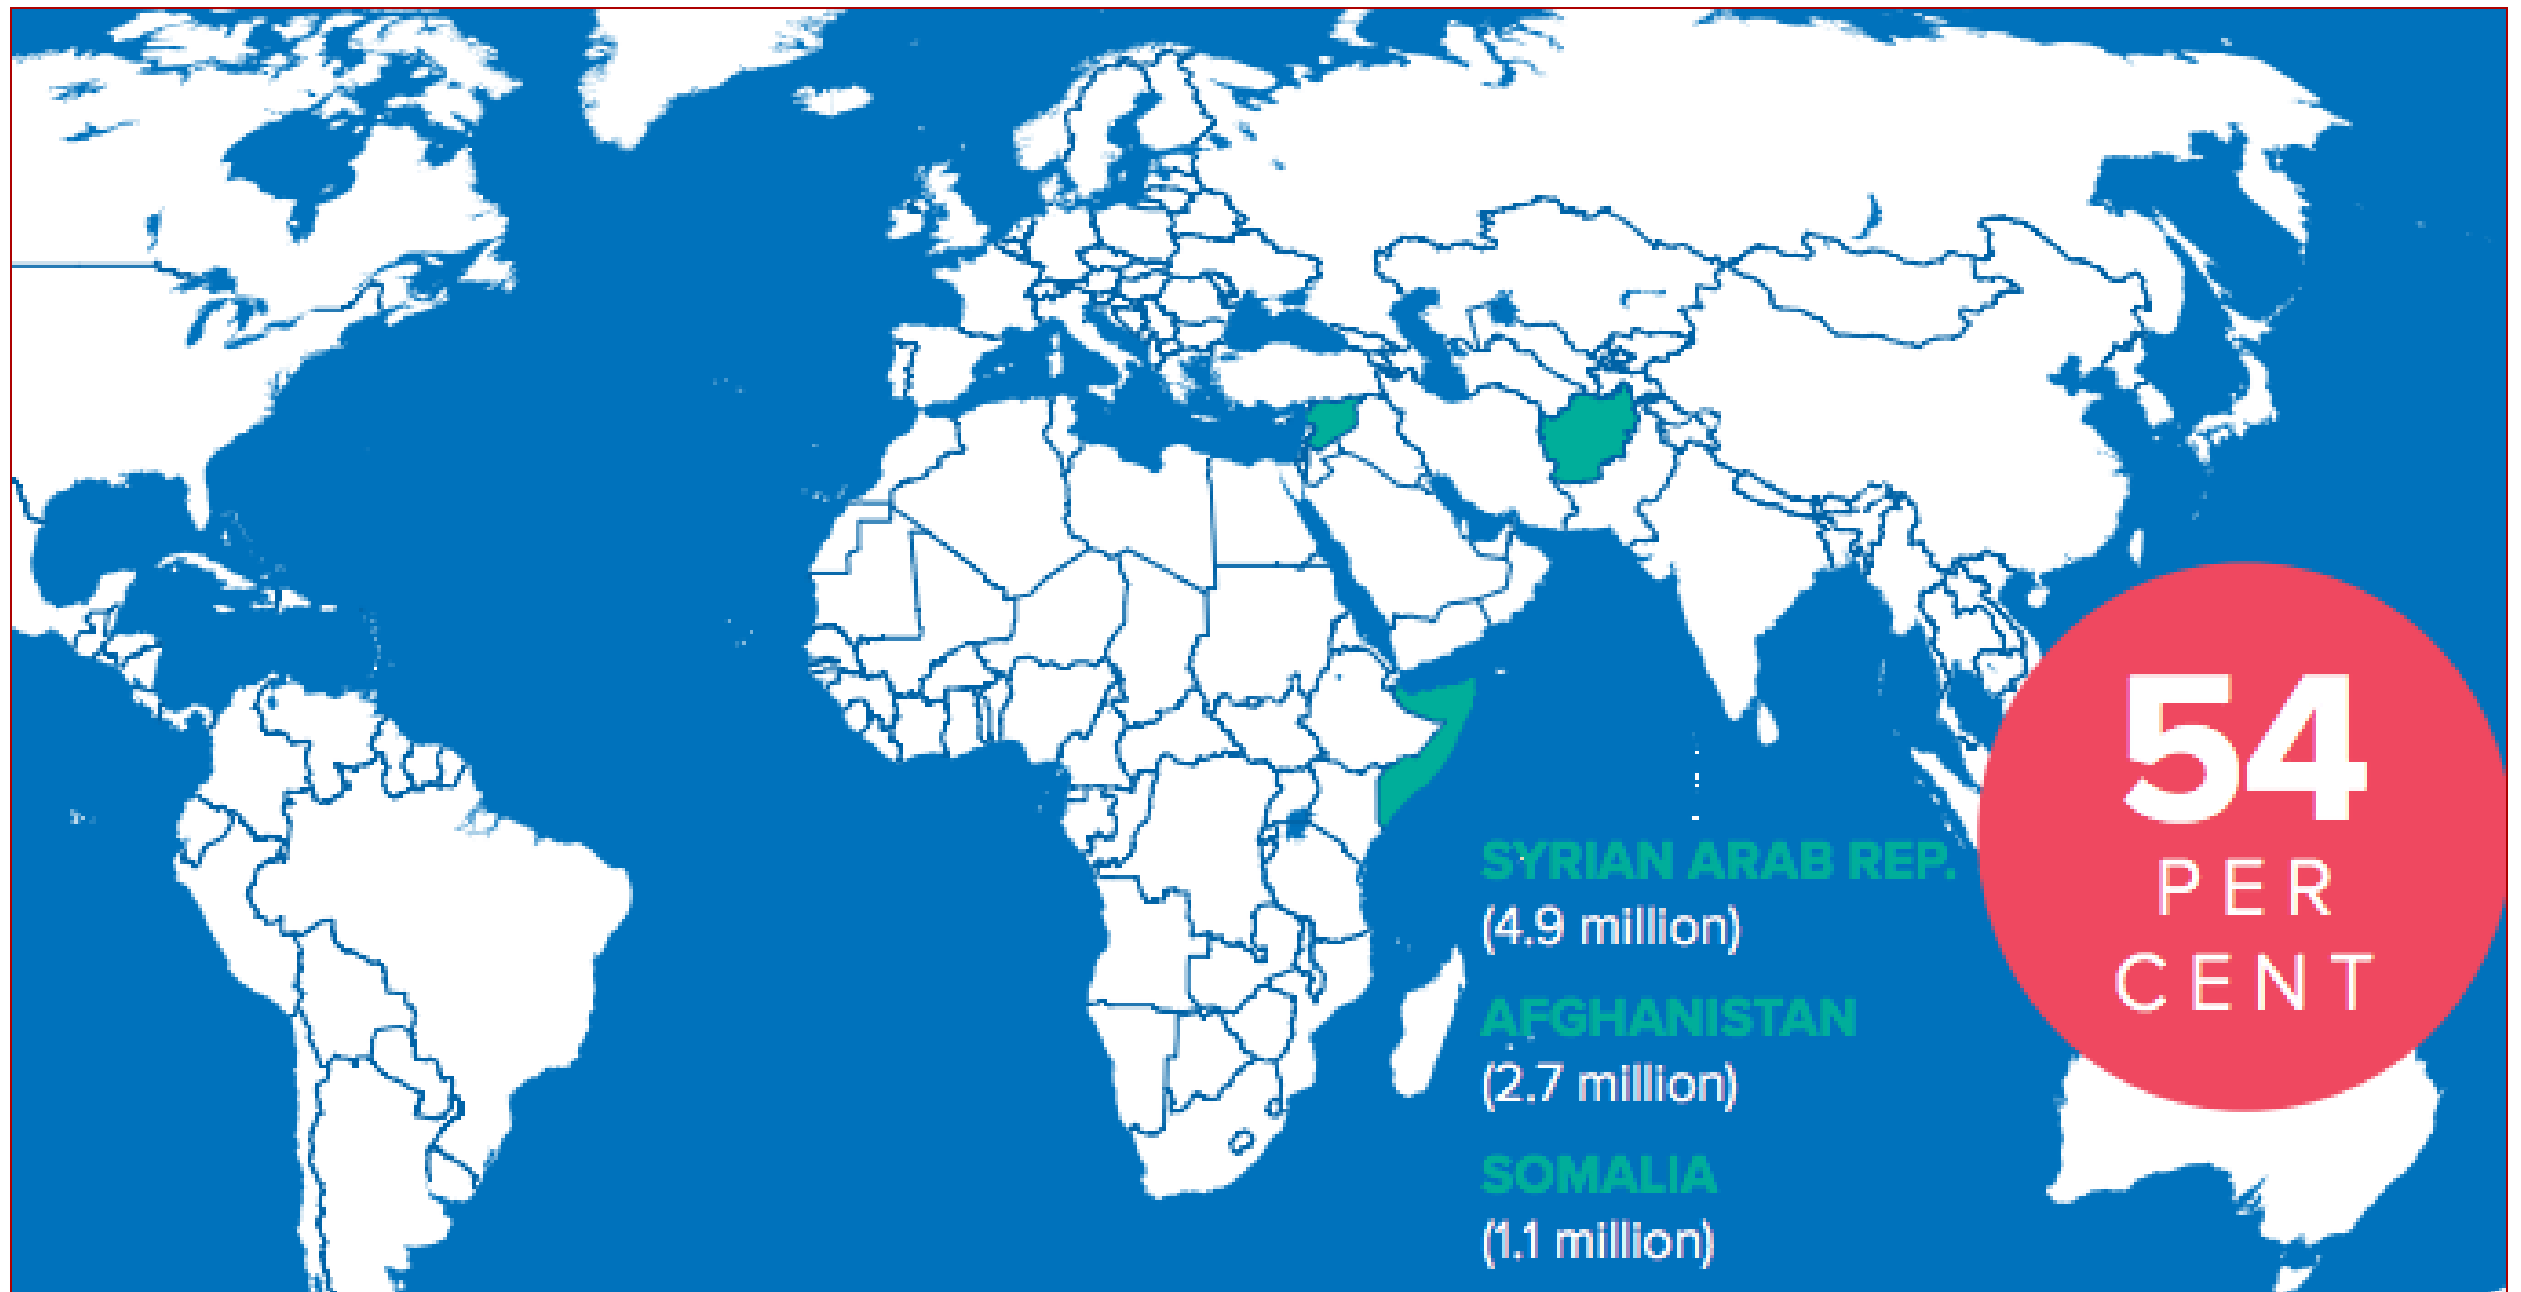 SYRIAN ARAB REP.
(4.9 million)
AFGHANISTAN
(2.7 million)
SOMALIA
(1.1 million)
54
PER
CENT